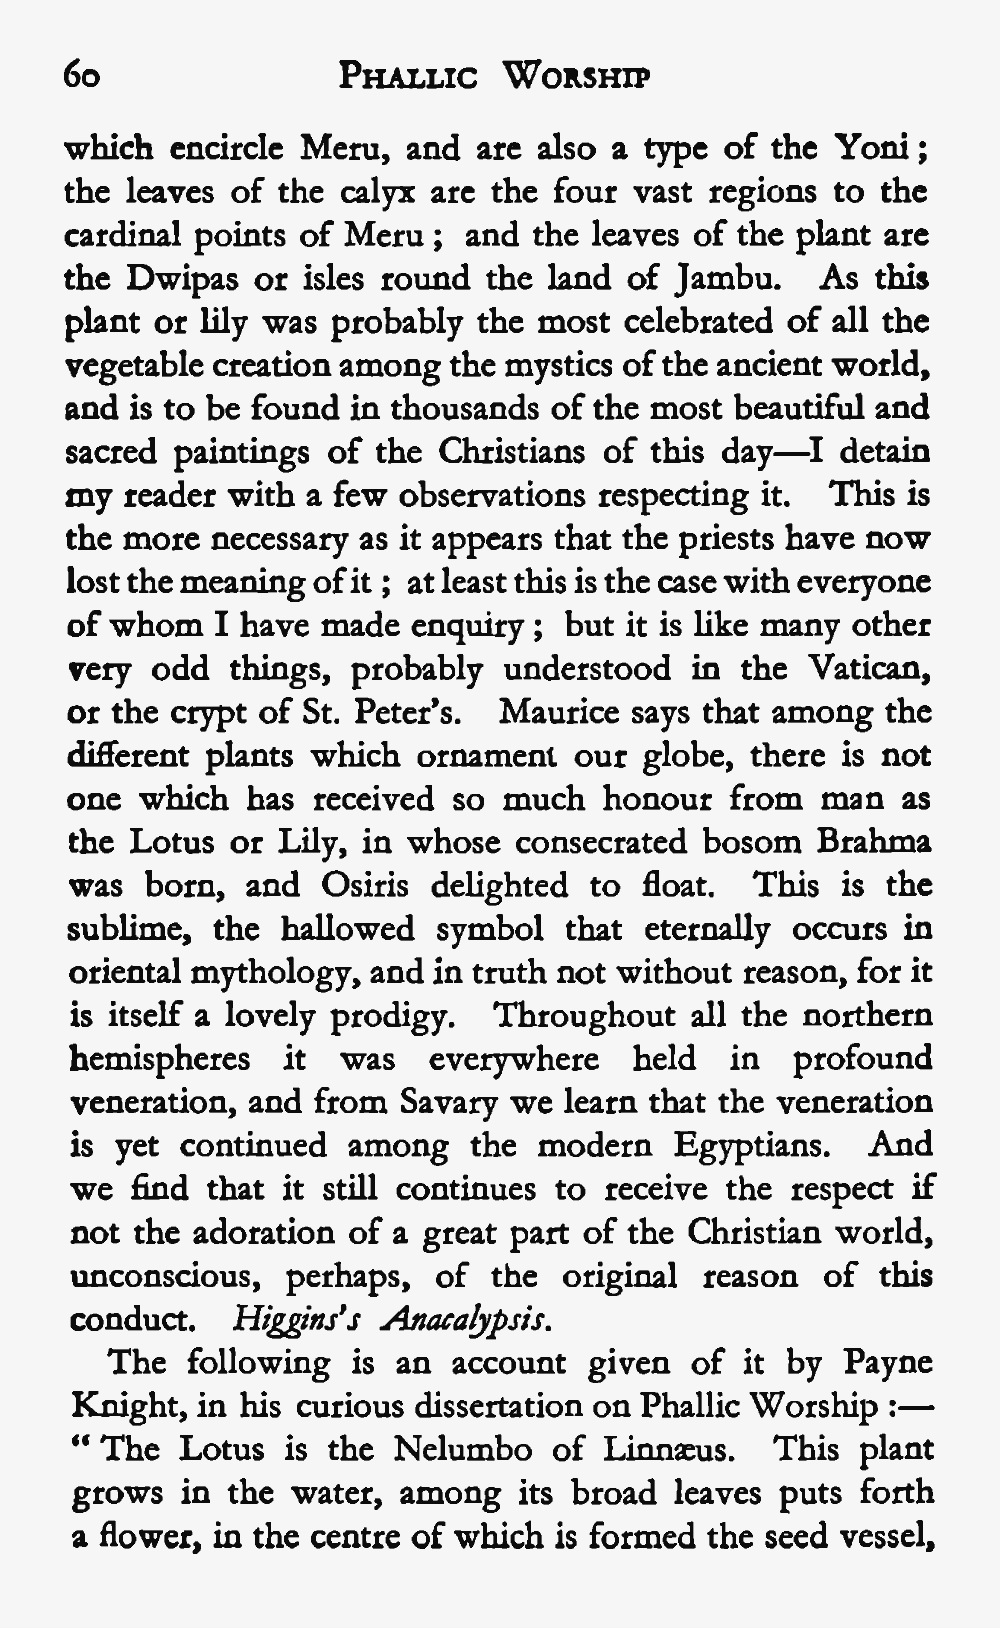 60 Phallic Worship
which encircle Meru, and are also a type of the Yoni ;
the leaves of the calyx are the four vast regions to the
cardinal points of Meru ; and the leaves of the plant are
the Dwipas or isles round the land of Jambu. As this
plant or lily was probably the most celebrated of all the
vegetable creation among the mystics of the ancient world,
and is to be found in thousands of the most beautiful and
sacred paintings of the Christians of this day—I detain
my reader with a few observations respecting it. This is
the more necessary as it appears that the priests have now
lost the meaning of it ; at least this is the case with everyone
of whom I have made enquiry ; but it is like many other
very odd things, probably understood in the Vatican,
or the crypt of St. Peter's. Maurice says that among the
different plants which ornament our globe, there is not
one which has received so much honour from man as
the Lotus or Lily, in whose consecrated bosom Brahma
was born, and Osiris delighted to float. This is the
sublime, the hallowed symbol that eternally occurs in
oriental mythology, and in truth not without reason, for it
is itself a lovely prodigy. Throughout all the northern
hemispheres it was everywhere held in profound
veneration, and from Savary we learn that the veneration
is yet continued among the modern Egyptians. And
we find that it still continues to receive the respect if
not the adoration of a great part of the Christian world,
unconscious, perhaps, of the original reason of this
conduct. Higgins's Anacalypsis.
The following is an account given of it by Payne
Knight, in his curious dissertation on Phallic Worship :—
“ The Lotus is the Nelumbo of Linnæus. This plant
grows in the water, among its broad leaves puts forth
a flower, in the centre of which is formed the seed vessel,